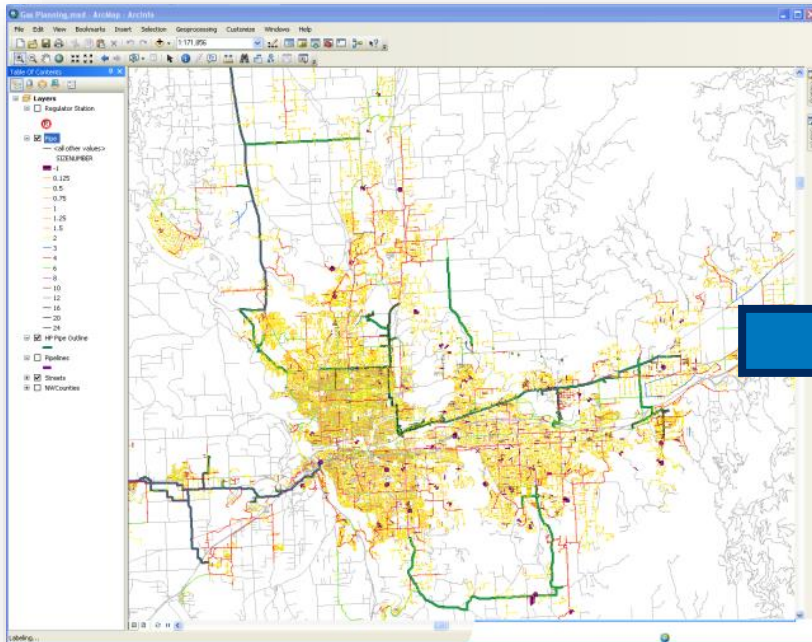 Gas Planning.mxd - ArcMap - ArcInfo
File Edit View Bookmarks Insert Selection Geoprocessing Customize Windows Help
1:171,856
Table Of Contents
Layers
Regulator Station
Pipe
<all other values>
SIZENUMBER
-1
0.125
0.5
0.75
1
1.25
1.5
2
3
4
6
8
10
12
16
20
24
HP Pipe Outline
Pipelines
Streets
NWCounties
Labeling...